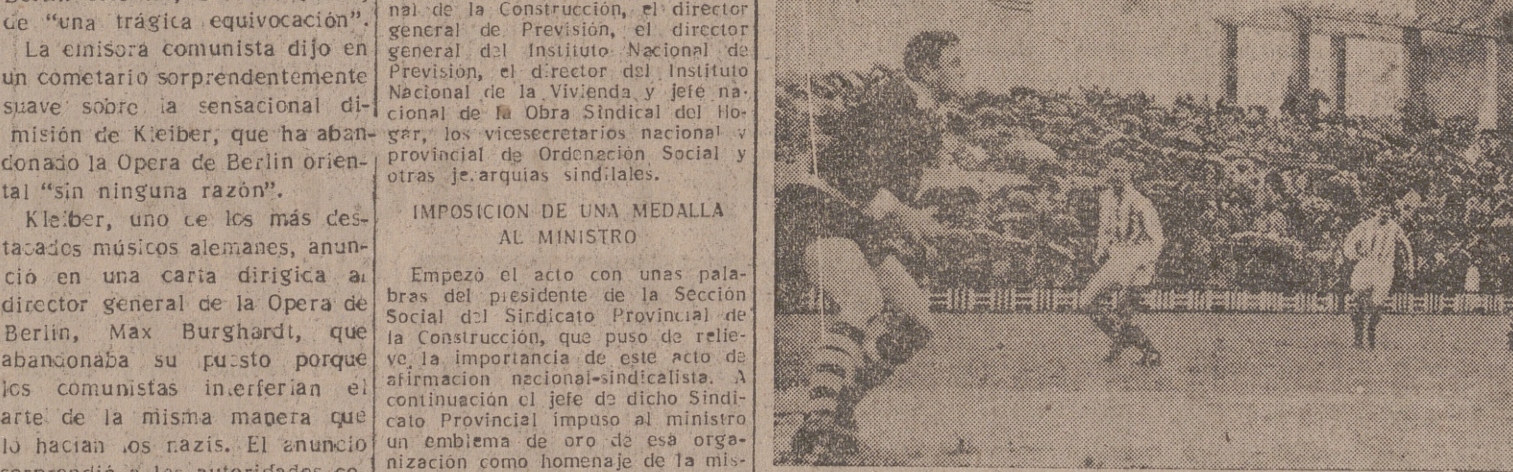 de "una trágica equivocación".
La emisora comunista dijo en
un cometario sorprendentemente
suave sobre la sensacional di-
misión de Kleiber, que ha aban-
donado la Opera de Berlin orien-
tal "sin ninguna razón".
Kleiber, uno de los más des-
tacados músicos alemanes, anun-
ció en una carta dirigica al
director general de la Opera de
Berlín, Max Burghardt, que
abandonaba su puesto porque
los comunistas interferian el
arte de la misma manera que
lo hacían los nazis. El anuncio
nal de la Construcción, el director
general de Previsión, el director
general del Instituto Nacional de
Previsión, el director del Instituto
Nacional de la Vivienda y jefe na-
cional de la Obra Sindical del Ho-
gar, los vicesecretarios nacional y
provincial de Ordenación Social y
otras jerarquias sindilales.
IMPOSICION DE UNA MEDALLA
AL MINISTRO
Empezó el acto con unas pala-
bras del presidente de la Sección
Social del Sindicato Provincial de
la Construcción, que puso de relie-
ve la importancia de este acto de
afirmacion nacional-sindicalista. A
continuación el jefe de dicho Sindi-
cato Provincial impuso al ministro
un emblema de oro de esa orga-
nización como homenaje de la mis-